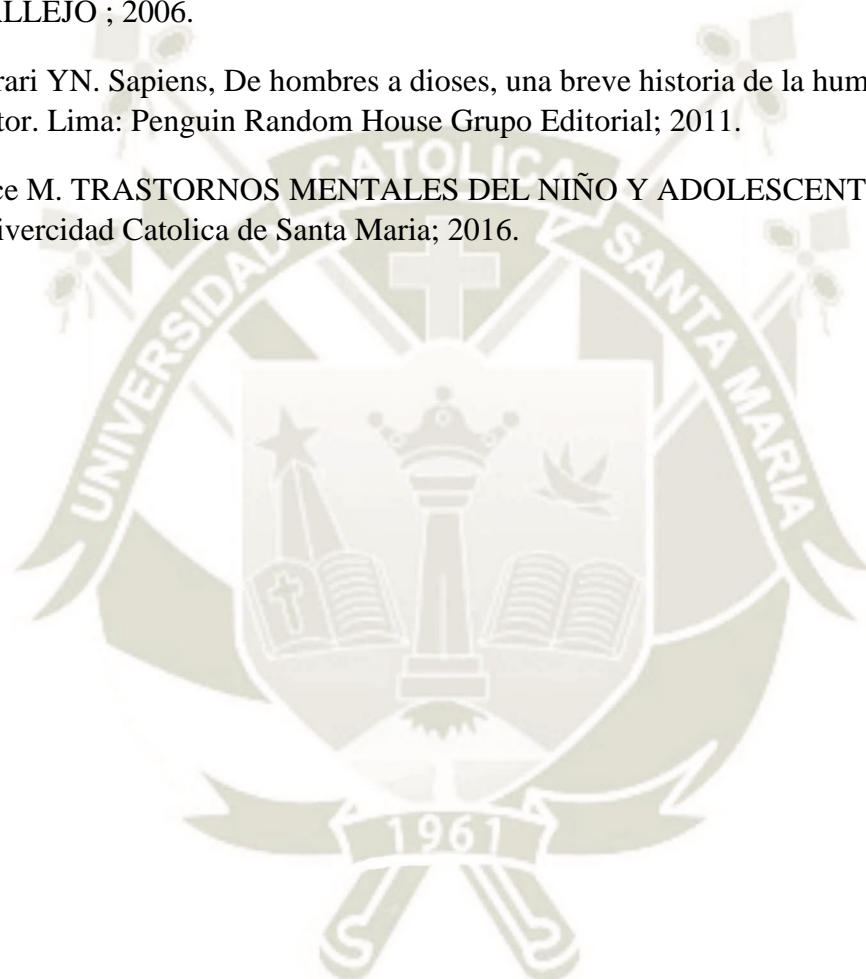 ALLEJO ; 2006.
rari YN. Sapiens, De hombres a dioses, una breve historia de la hum
tor. Lima: Penguin Random House Grupo Editorial; 2011.
ce M. TRASTORNOS MENTALES DEL NIÑO Y ADOLESCENT
ivercidad Catolica de Santa Maria; 2016.
UNIVERSIDAD CATOLICA SANTA MARIA
1961